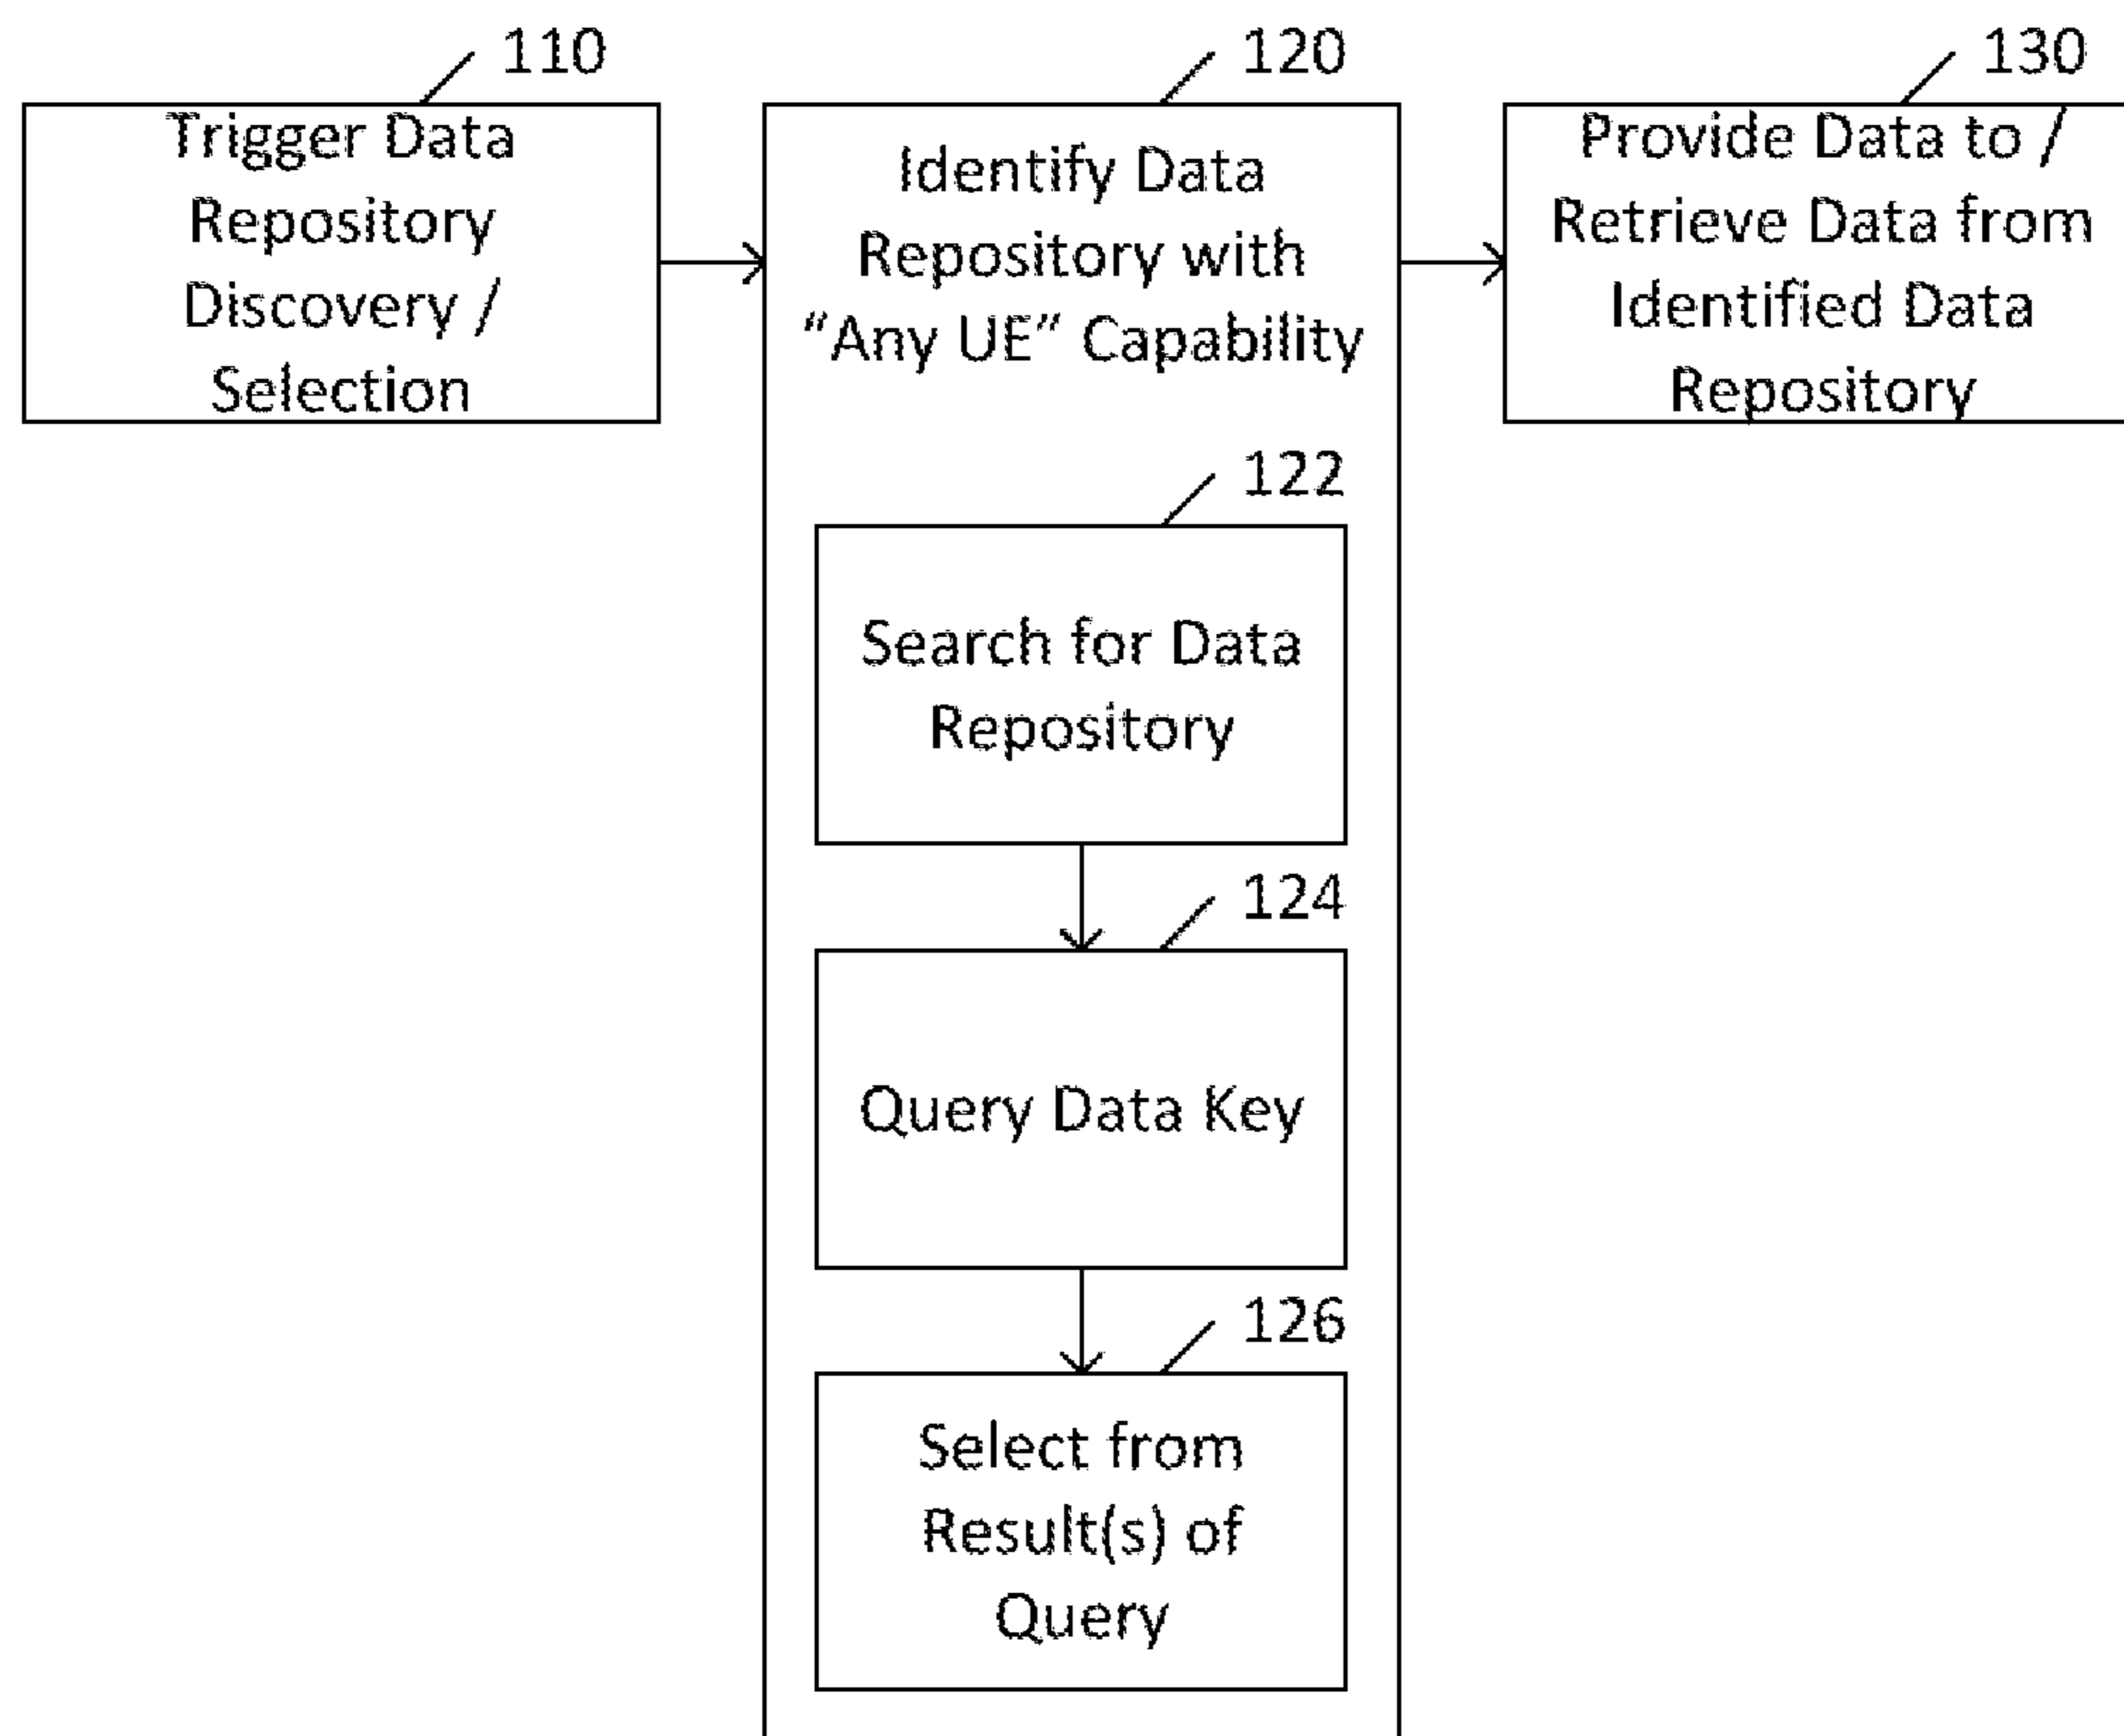 110
Trigger Data
Repository
Discovery /
Selection
120
Identify Data
Repository with
“Any UE” Capability
122
Search for Data
Repository
124
Query Data Key
126
Select from
Result(s) of
Query
130
Provide Data to /
Retrieve Data from
Identified Data
Repository